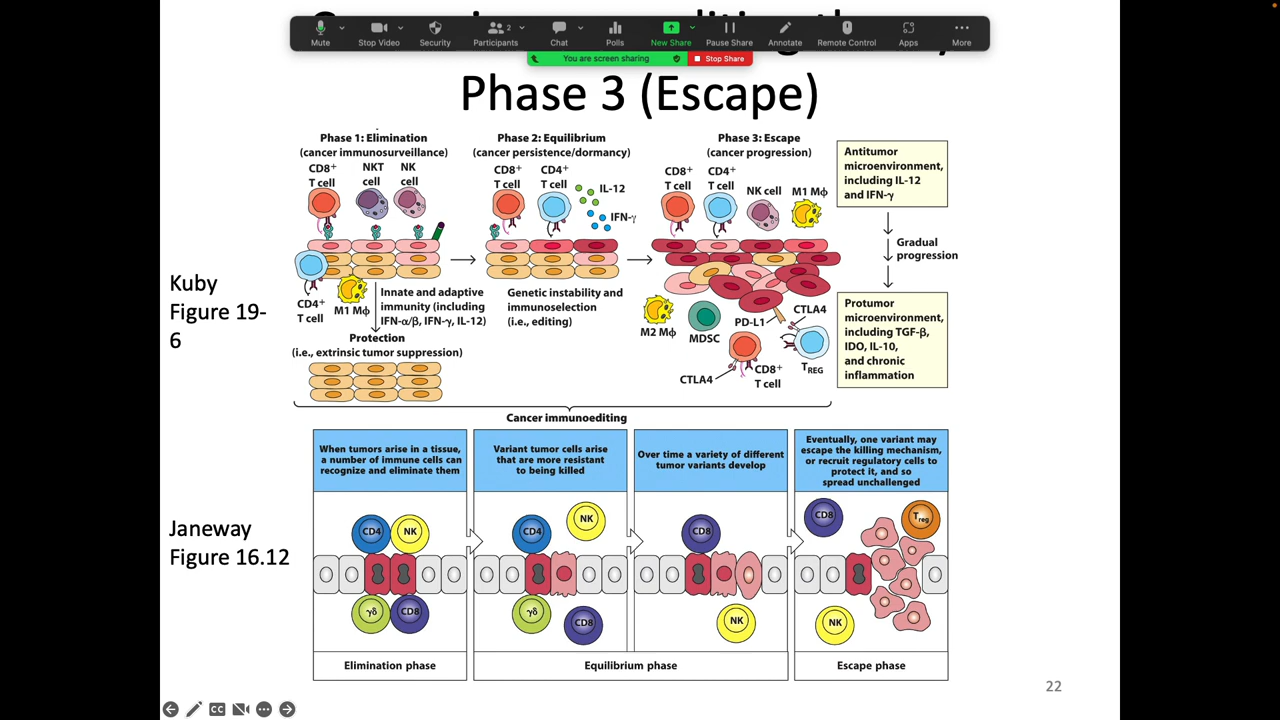 Mute
Stop Video
Security
Participants
2
Chat
Polls
New Share
Pause Share
Annotate
Remote Control
Apps
More
You are screen sharing
Stop Share
Phase 3 (Escape)
Phase 1: Elimination
(cancer immunosurveillance)
CD8+
T cell
NKT
cell
NK
cell
CD4+
T cell
M1 Mϕ
Innate and adaptive
immunity (including
IFN-α/β, IFN-γ, IL-12)
Protection
(i.e., extrinsic tumor suppression)
Phase 2: Equilibrium
(cancer persistence/dormancy)
CD8+
T cell
CD4+
T cell
IL-12
IFN-γ
Genetic instability and
immunoselection
(i.e., editing)
Phase 3: Escape
(cancer progression)
CD8+
T cell
CD4+
T cell
NK cell
M1 Mϕ
M2 Mϕ
MDSC
PD-L1
CTLA4
TREG
CTLA4
CD8+
T cell
Antitumor
microenvironment,
including IL-12
and IFN-γ
Gradual
progression
Protumor
microenvironment,
including TGF-β,
IDO, IL-10,
and chronic
inflammation
Cancer immunoediting
Kuby
Figure 19-
6
Janeway
Figure 16.12
When tumors arise in a tissue,
a number of immune cells can
recognize and eliminate them
CD4
NK
γδ
CD8
Elimination phase
Variant tumor cells arise
that are more resistant
to being killed
CD4
NK
γδ
CD8
Over time a variety of different
tumor variants develop
CD8
NK
Equilibrium phase
Eventually, one variant may
escape the killing mechanism,
or recruit regulatory cells to
protect it, and so
spread unchallenged
CD8
Treg
NK
Escape phase
22
CC